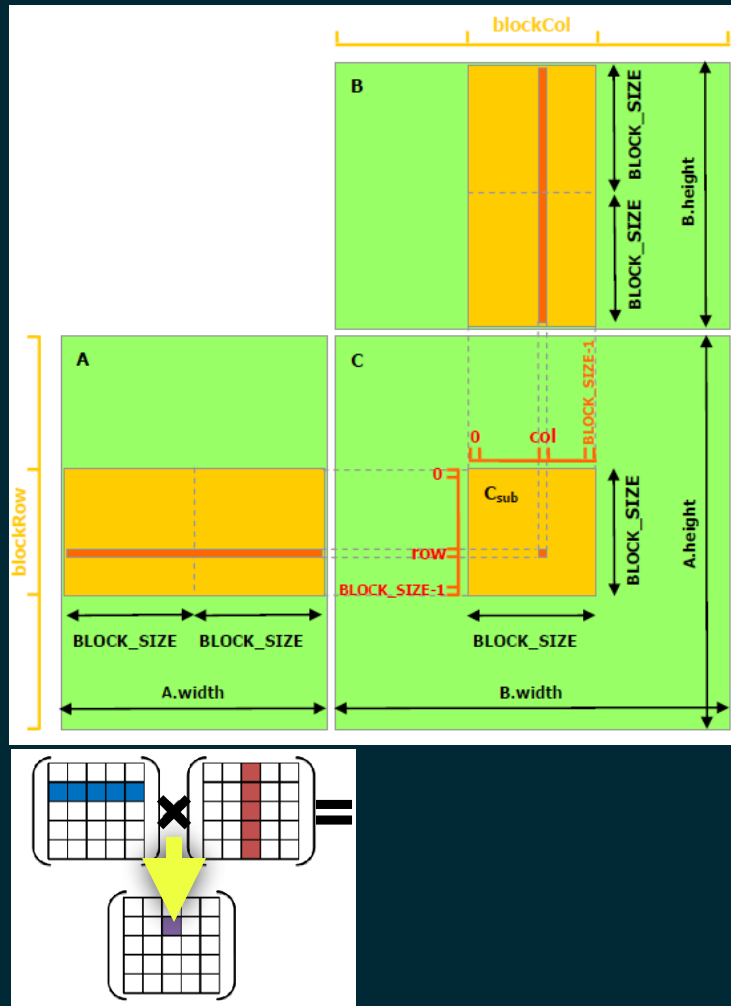 blockCol
B
BLOCK_SIZE
BLOCK_SIZE
B.height
blockRow
A
BLOCK_SIZE
BLOCK_SIZE
A.width
C
0
col
BLOCK_SIZE-1
0
row
BLOCK_SIZE-1
Csub
BLOCK_SIZE
BLOCK_SIZE
A.height
B.width
× =